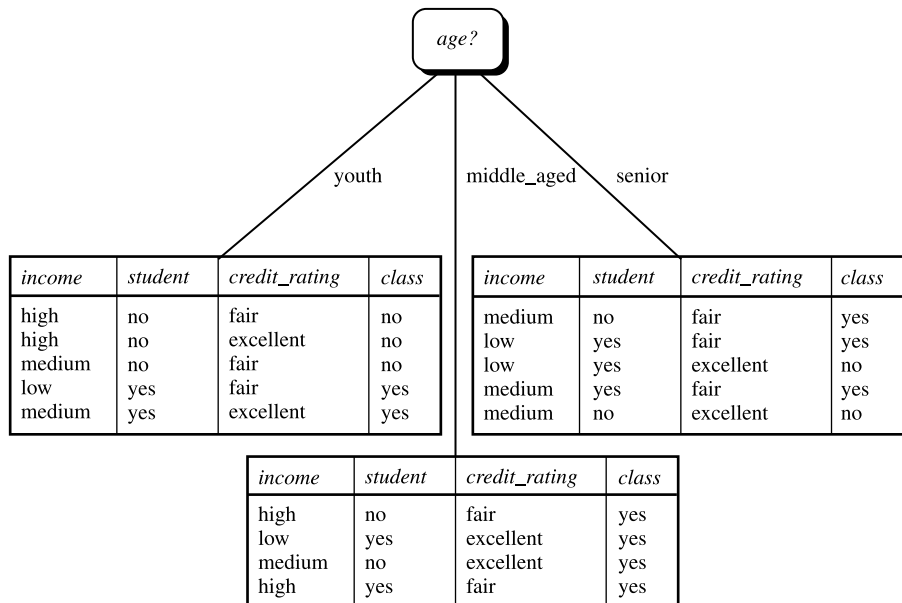 age?
youth
middle_aged
senior
income student credit_rating class
high no fair no
high no excellent no
medium no fair no
low yes fair yes
medium yes excellent yes
income student credit_rating class
medium no fair yes
low yes fair yes
low yes excellent no
medium yes fair yes
medium no excellent no
income student credit_rating class
high no fair yes
low yes excellent yes
medium no excellent yes
high yes fair yes